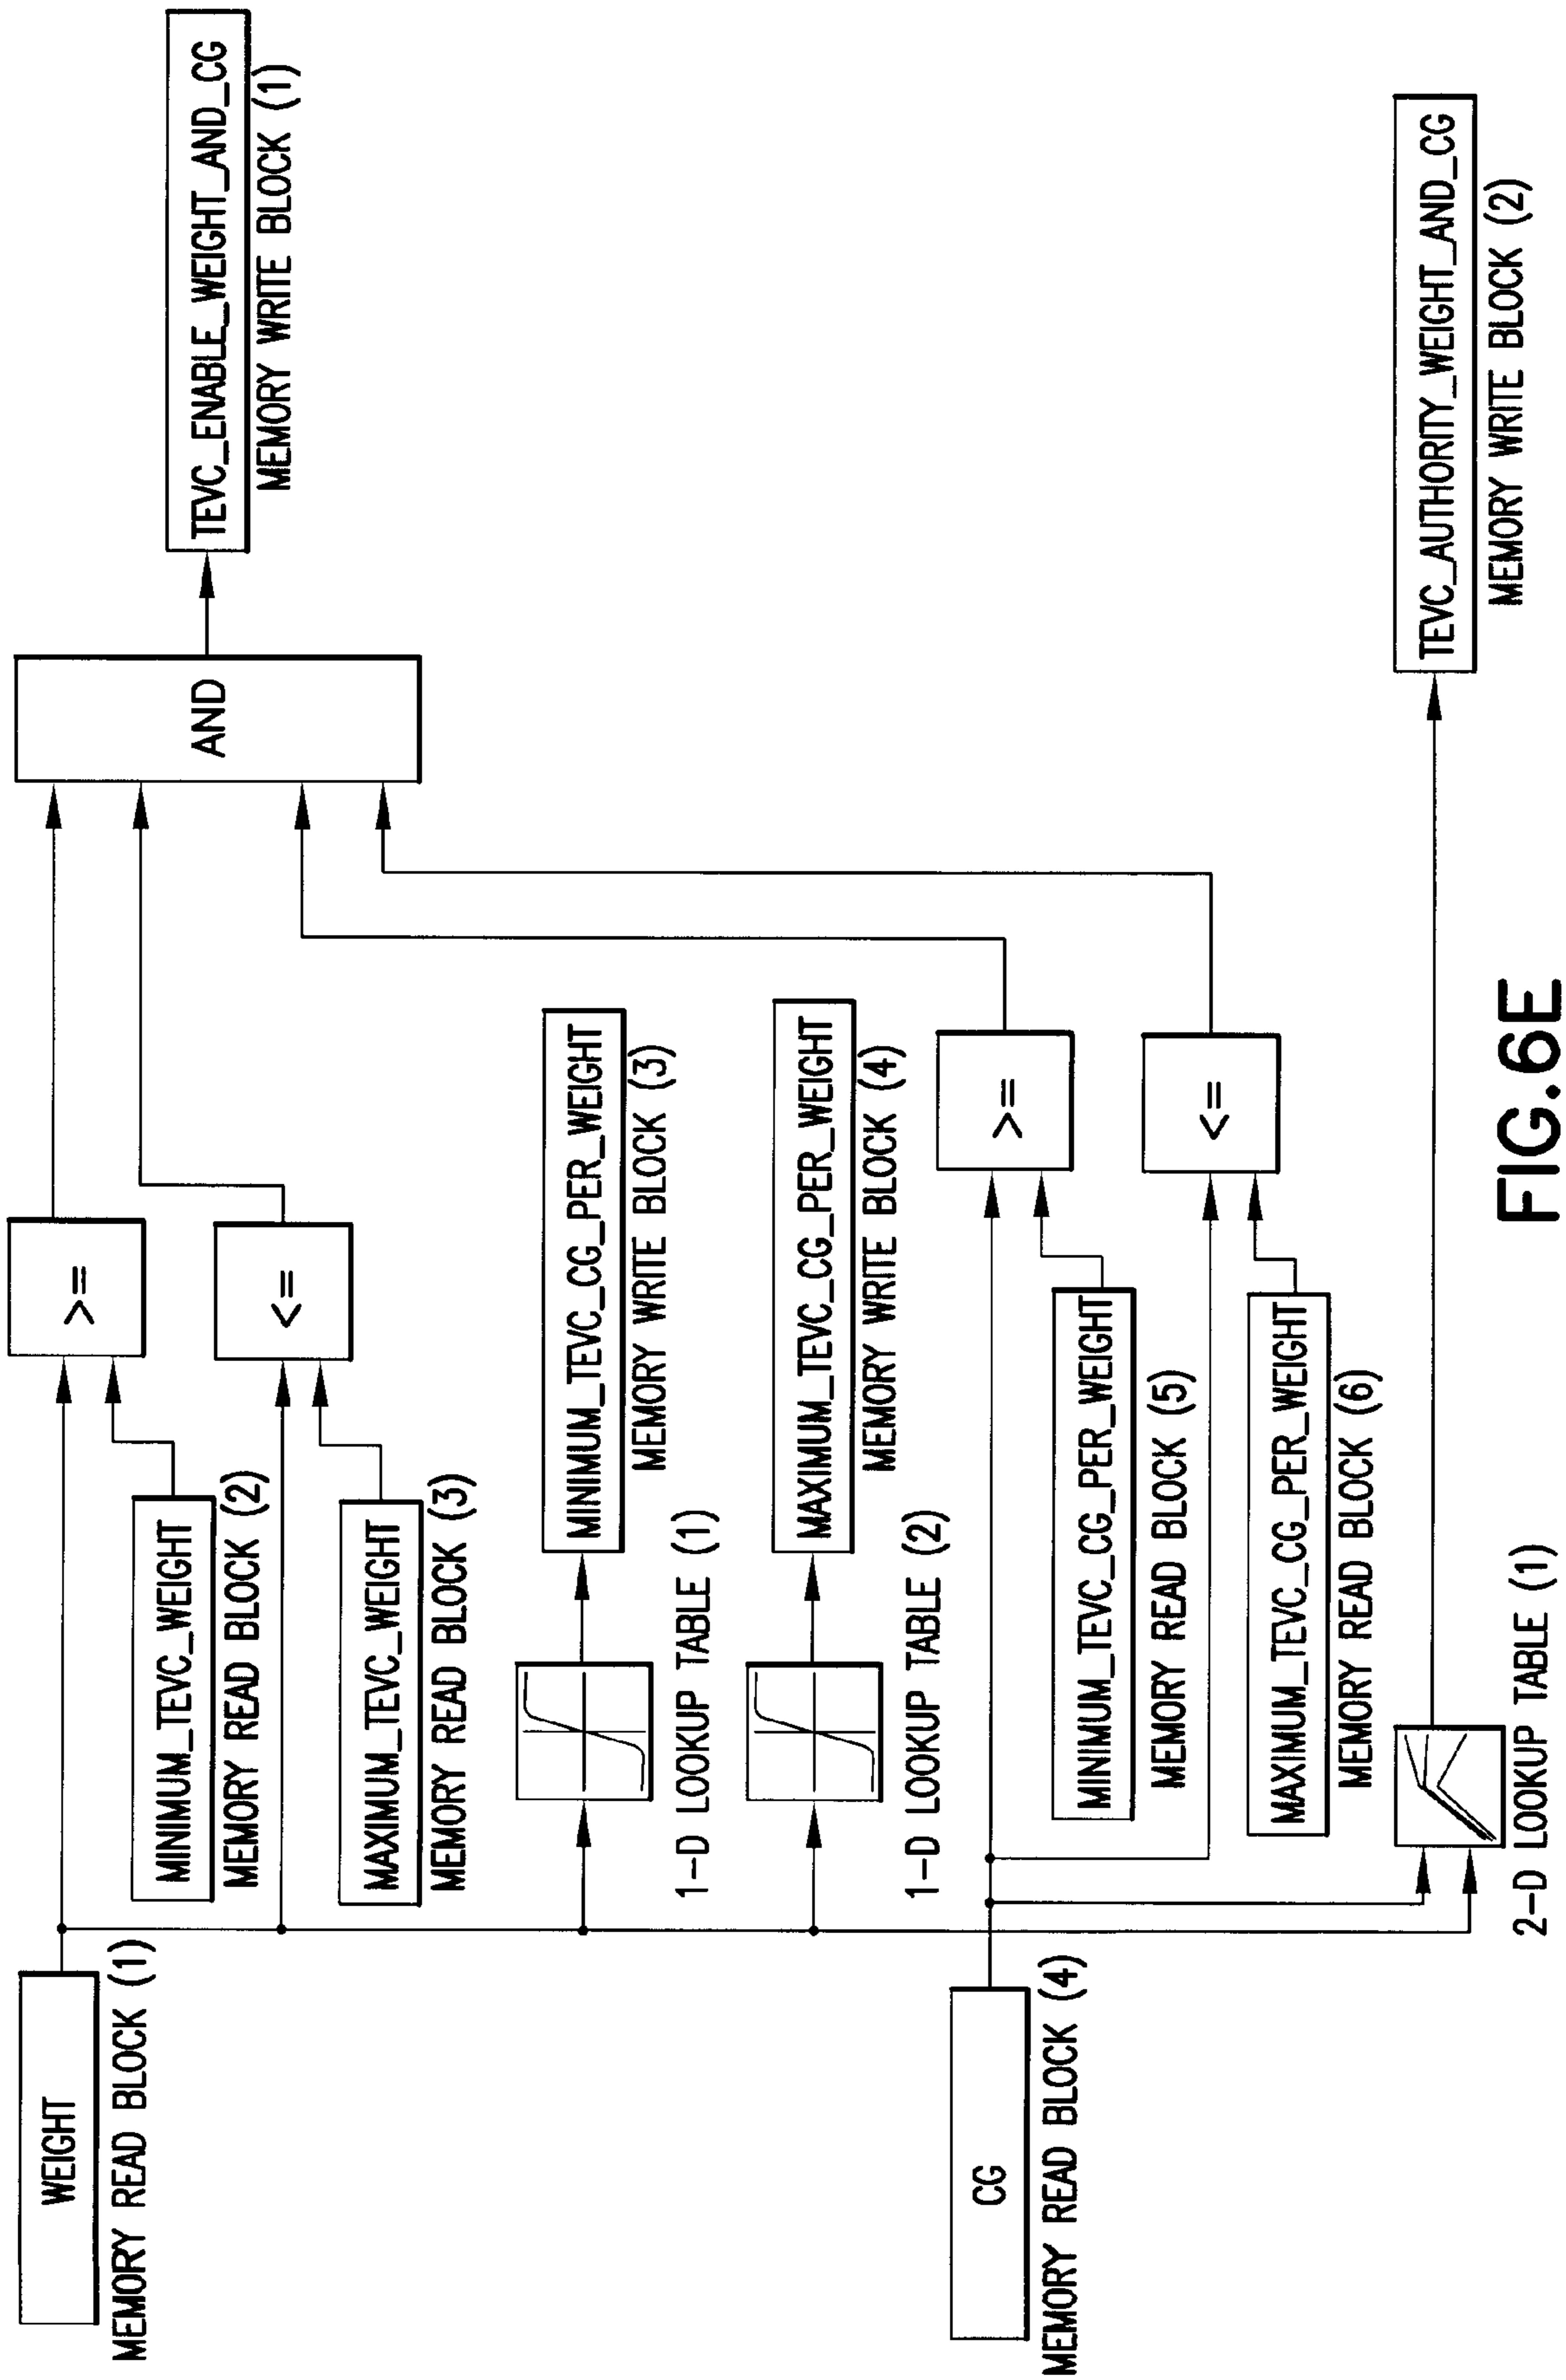 WEIGHT
MEMORY READ BLOCK (1)
MINIMUM_TEVC_WEIGHT
MEMORY READ BLOCK (2)
>=
MAXIMUM_TEVC_WEIGHT
MEMORY READ BLOCK (3)
<=
AND
TEVC_ENABLE_WEIGHT_AND_CG
MEMORY WRITE BLOCK (1)
1-D LOOKUP TABLE (1)
MINIMUM_TEVC_CG_PER_WEIGHT
MEMORY WRITE BLOCK (3)
1-D LOOKUP TABLE (2)
MAXIMUM_TEVC_CG_PER_WEIGHT
MEMORY WRITE BLOCK (4)
CG
MEMORY READ BLOCK (4)
>=
MINIMUM_TEVC_CG_PER_WEIGHT
MEMORY READ BLOCK (5)
<=
MAXIMUM_TEVC_CG_PER_WEIGHT
MEMORY READ BLOCK (6)
2-D LOOKUP TABLE (1)
TEVC_AUTHORITY_WEIGHT_AND_CG
MEMORY WRITE BLOCK (2)
FIG.6E